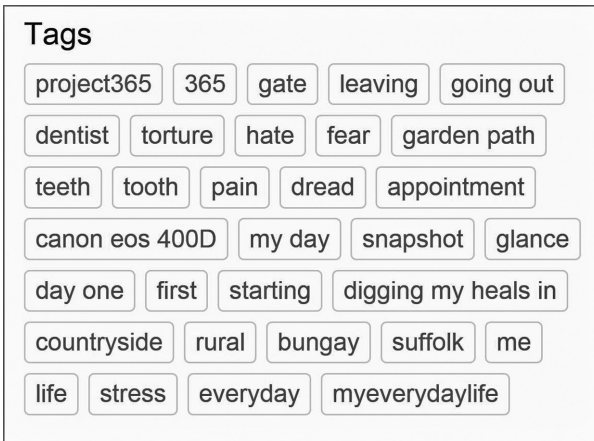 Tags
project365 365 gate leaving going out
dentist torture hate fear garden path
teeth tooth pain dread appointment
canon eos 400D my day snapshot glance
day one first starting digging my heals in
countryside rural bungay suffolk me
life stress everyday myeverydaylife